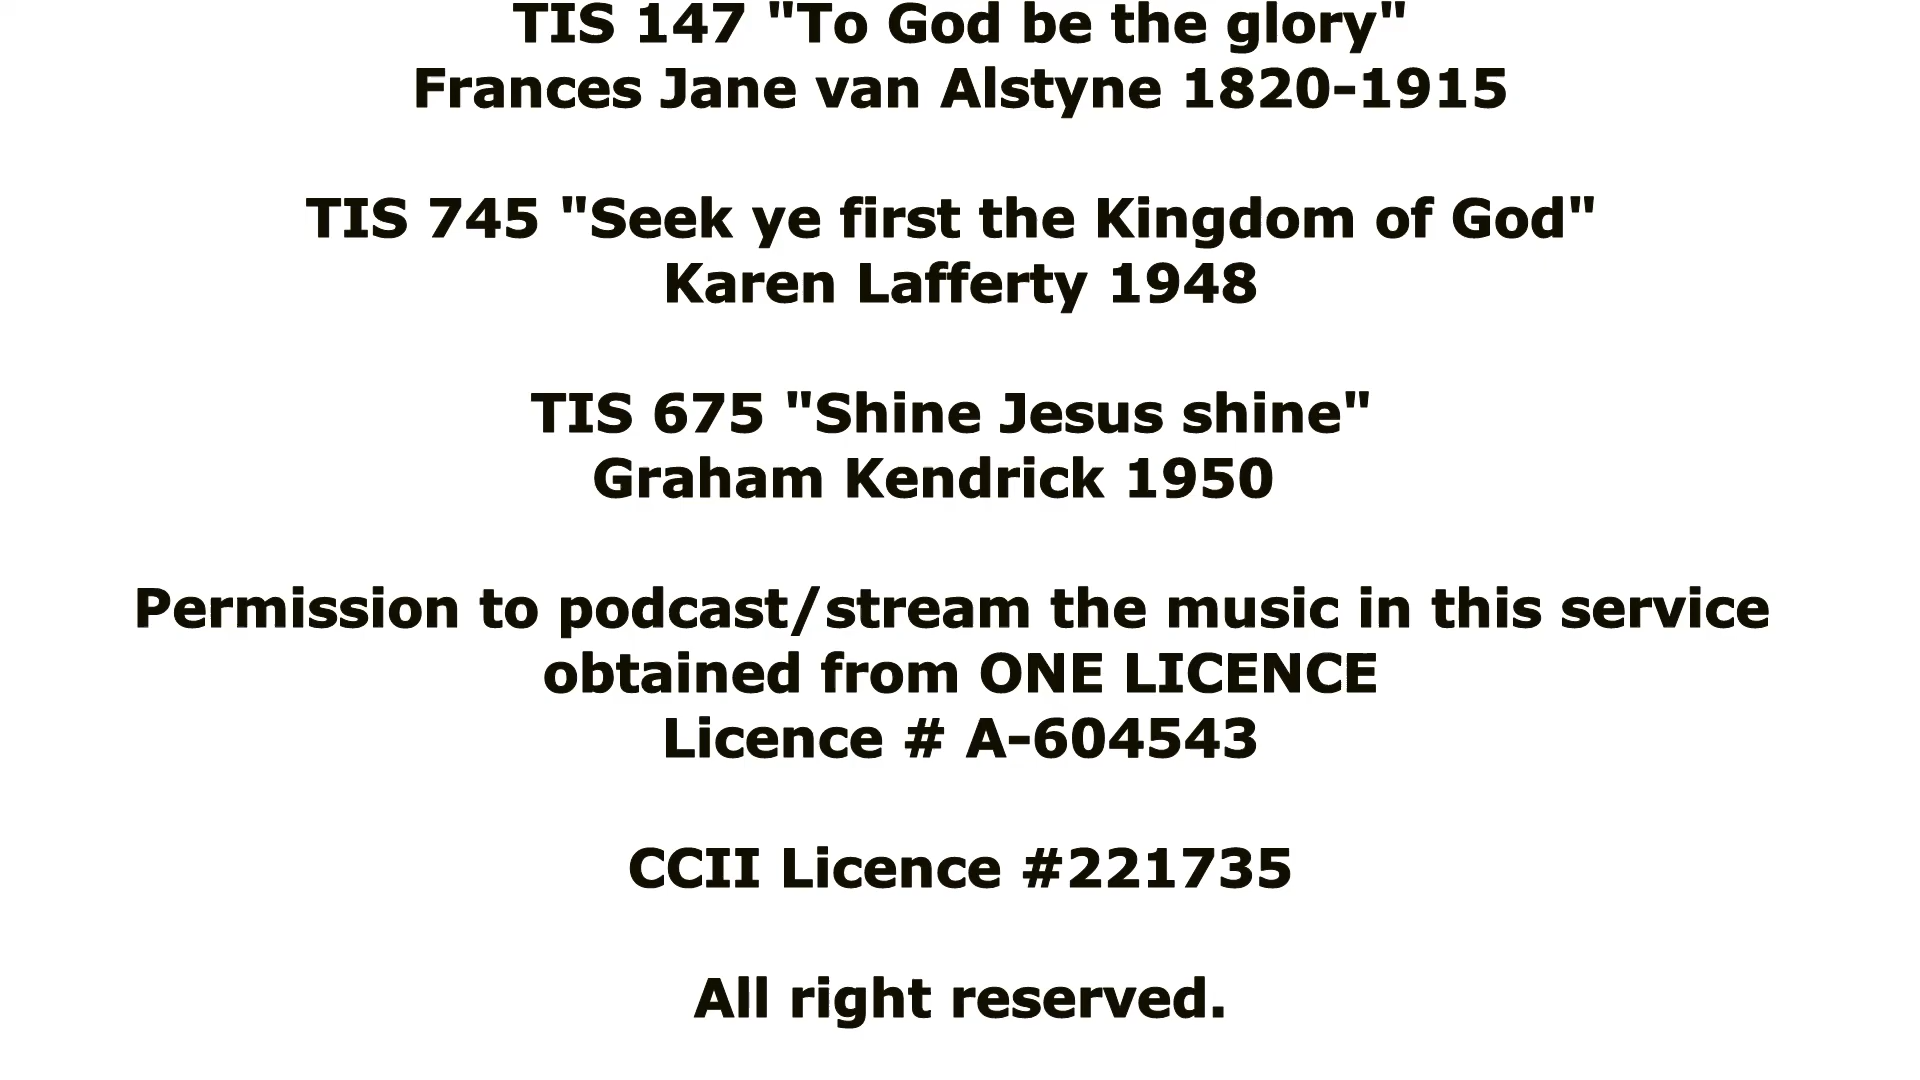 TIS 147 "To God be the glory"
Frances Jane van Alstyne 1820-1915
TIS 745 "Seek ye first the Kingdom of God"
Karen Lafferty 1948
TIS 675 "Shine Jesus shine"
Graham Kendrick 1950
Permission to podcast/stream the music in this service
obtained from ONE LICENCE
Licence # A-604543
CCII Licence #221735
All right reserved.